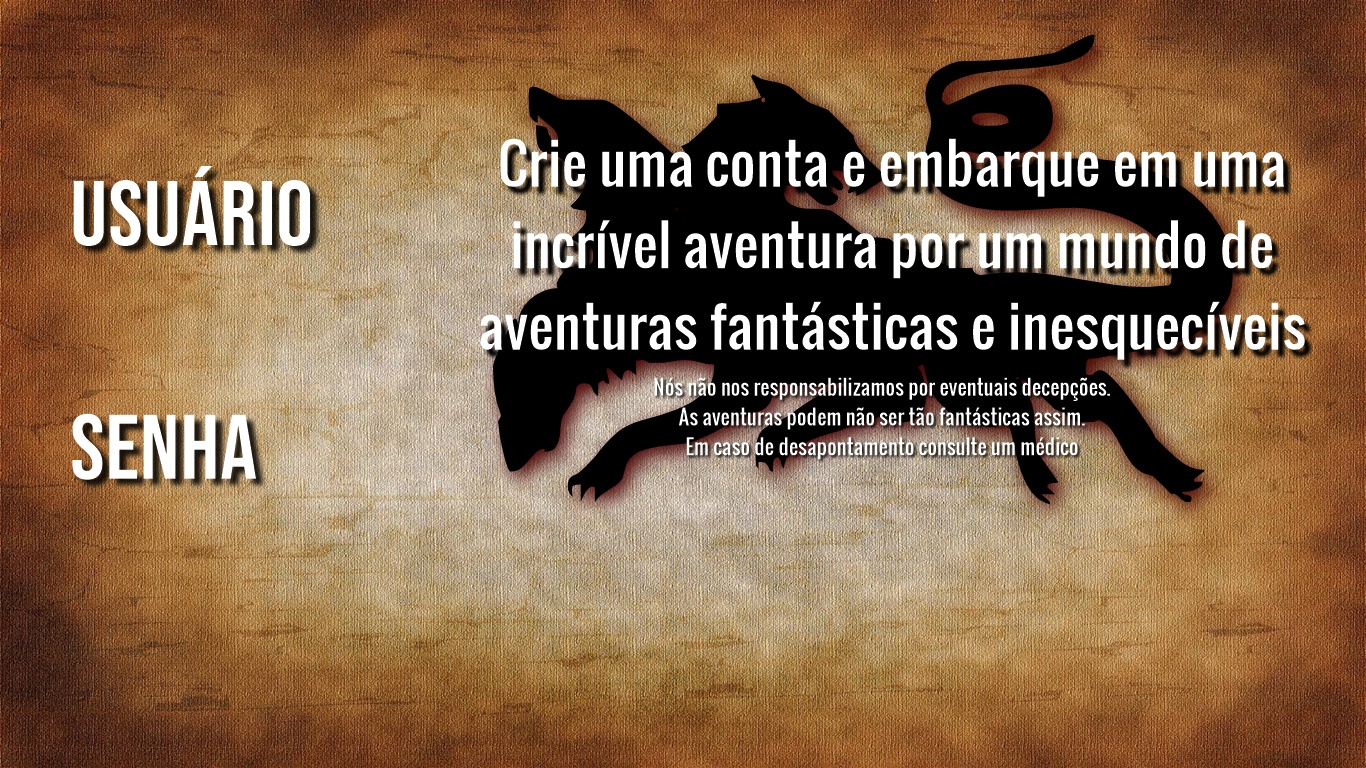 USUÁRIO
SENHA
Crie uma conta e embarque em uma
incrível aventura por um mundo de
aventuras fantásticas e inesquecíveis
Nós não nos responsabilizamos por eventuais decepções.
As aventuras podem não ser tão fantásticas assim.
Em caso de desapontamento consulte um médico